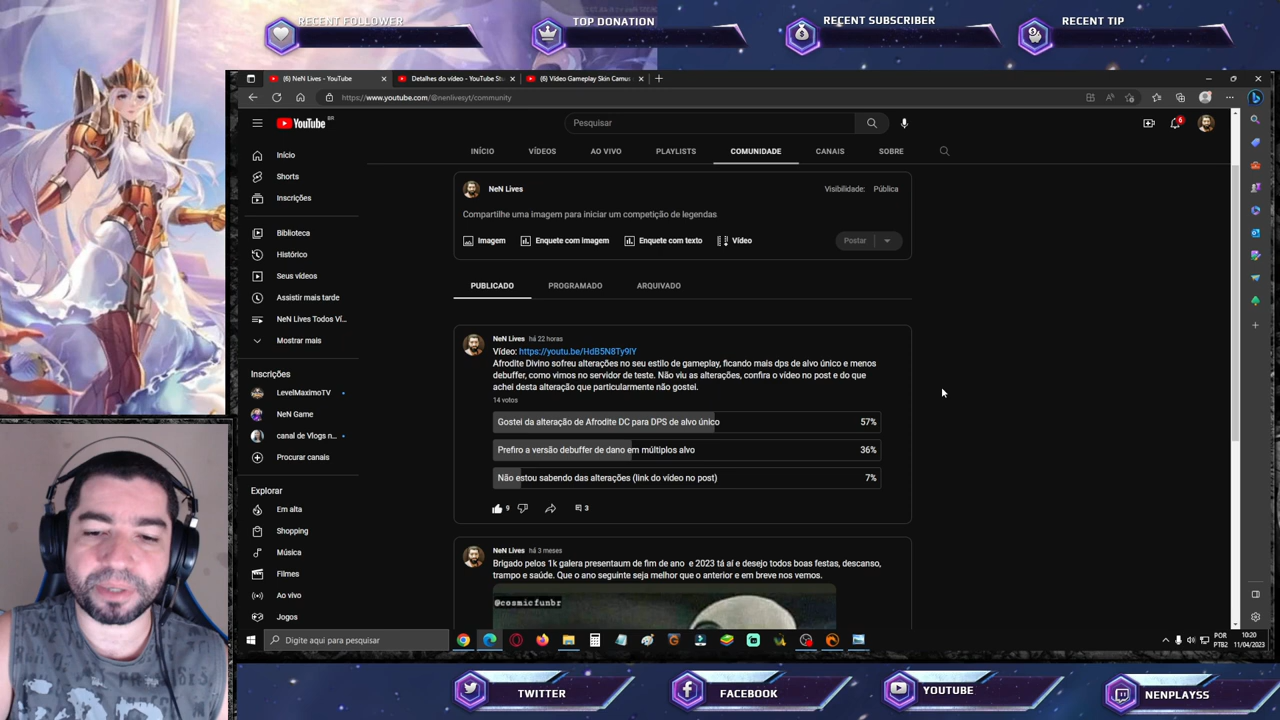 RECENT FOLLOWER
TOP DONATION
RECENT SUBSCRIBER
RECENT TIP
(6) NeN Lives - YouTube
Detalhes do vídeo - YouTube Stu
(6) Vídeo Gameplay Skin Camus
https://www.youtube.com/@nenlivesyt/community
YouTube BR
Pesquisar
6
Início
Shorts
Inscrições
Biblioteca
Histórico
Seus vídeos
Assistir mais tarde
NeN Lives Todos Ví...
Mostrar mais
Inscrições
LevelMaximoTV
NeN Game
canal de Vlogs n...
Procurar canais
Explorar
Em alta
Shopping
Música
Filmes
Ao vivo
Jogos
INÍCIO
VÍDEOS
AO VIVO
PLAYLISTS
COMUNIDADE
CANAIS
SOBRE
NeN Lives
Visibilidade: Pública
Compartilhe uma imagem para iniciar um competição de legendas
Imagem
Enquete com imagem
Enquete com texto
Vídeo
Postar
PUBLICADO
PROGRAMADO
ARQUIVADO
NeN Lives há 22 horas
Vídeo: https://youtu.be/HdB5N8Ty9lY
Afrodite Divino sofreu alterações no seu estilo de gameplay, ficando mais dps de alvo único e menos
debuffer, como vimos no servidor de teste. Não viu as alterações, confira o vídeo no post e do que
achei desta alteração que particularmente não gostei.
14 votos
Gostei da alteração de Afrodite DC para DPS de alvo único 57%
Prefiro a versão debuffer de dano em múltiplos alvo 36%
Não estou sabendo das alterações (link do vídeo no post) 7%
9
3
NeN Lives há 3 meses
Brigado pelos 1k galera presentaum de fim de ano e 2023 tá aí e desejo todos boas festas, descanso,
trampo e saúde. Que o ano seguinte seja melhor que o anterior e em breve nos vemos.
@cosmicfunbr
Digite aqui para pesquisar
POR
PTB2
10:20
11/04/2023
TWITTER
FACEBOOK
YOUTUBE
NENPLAYSS